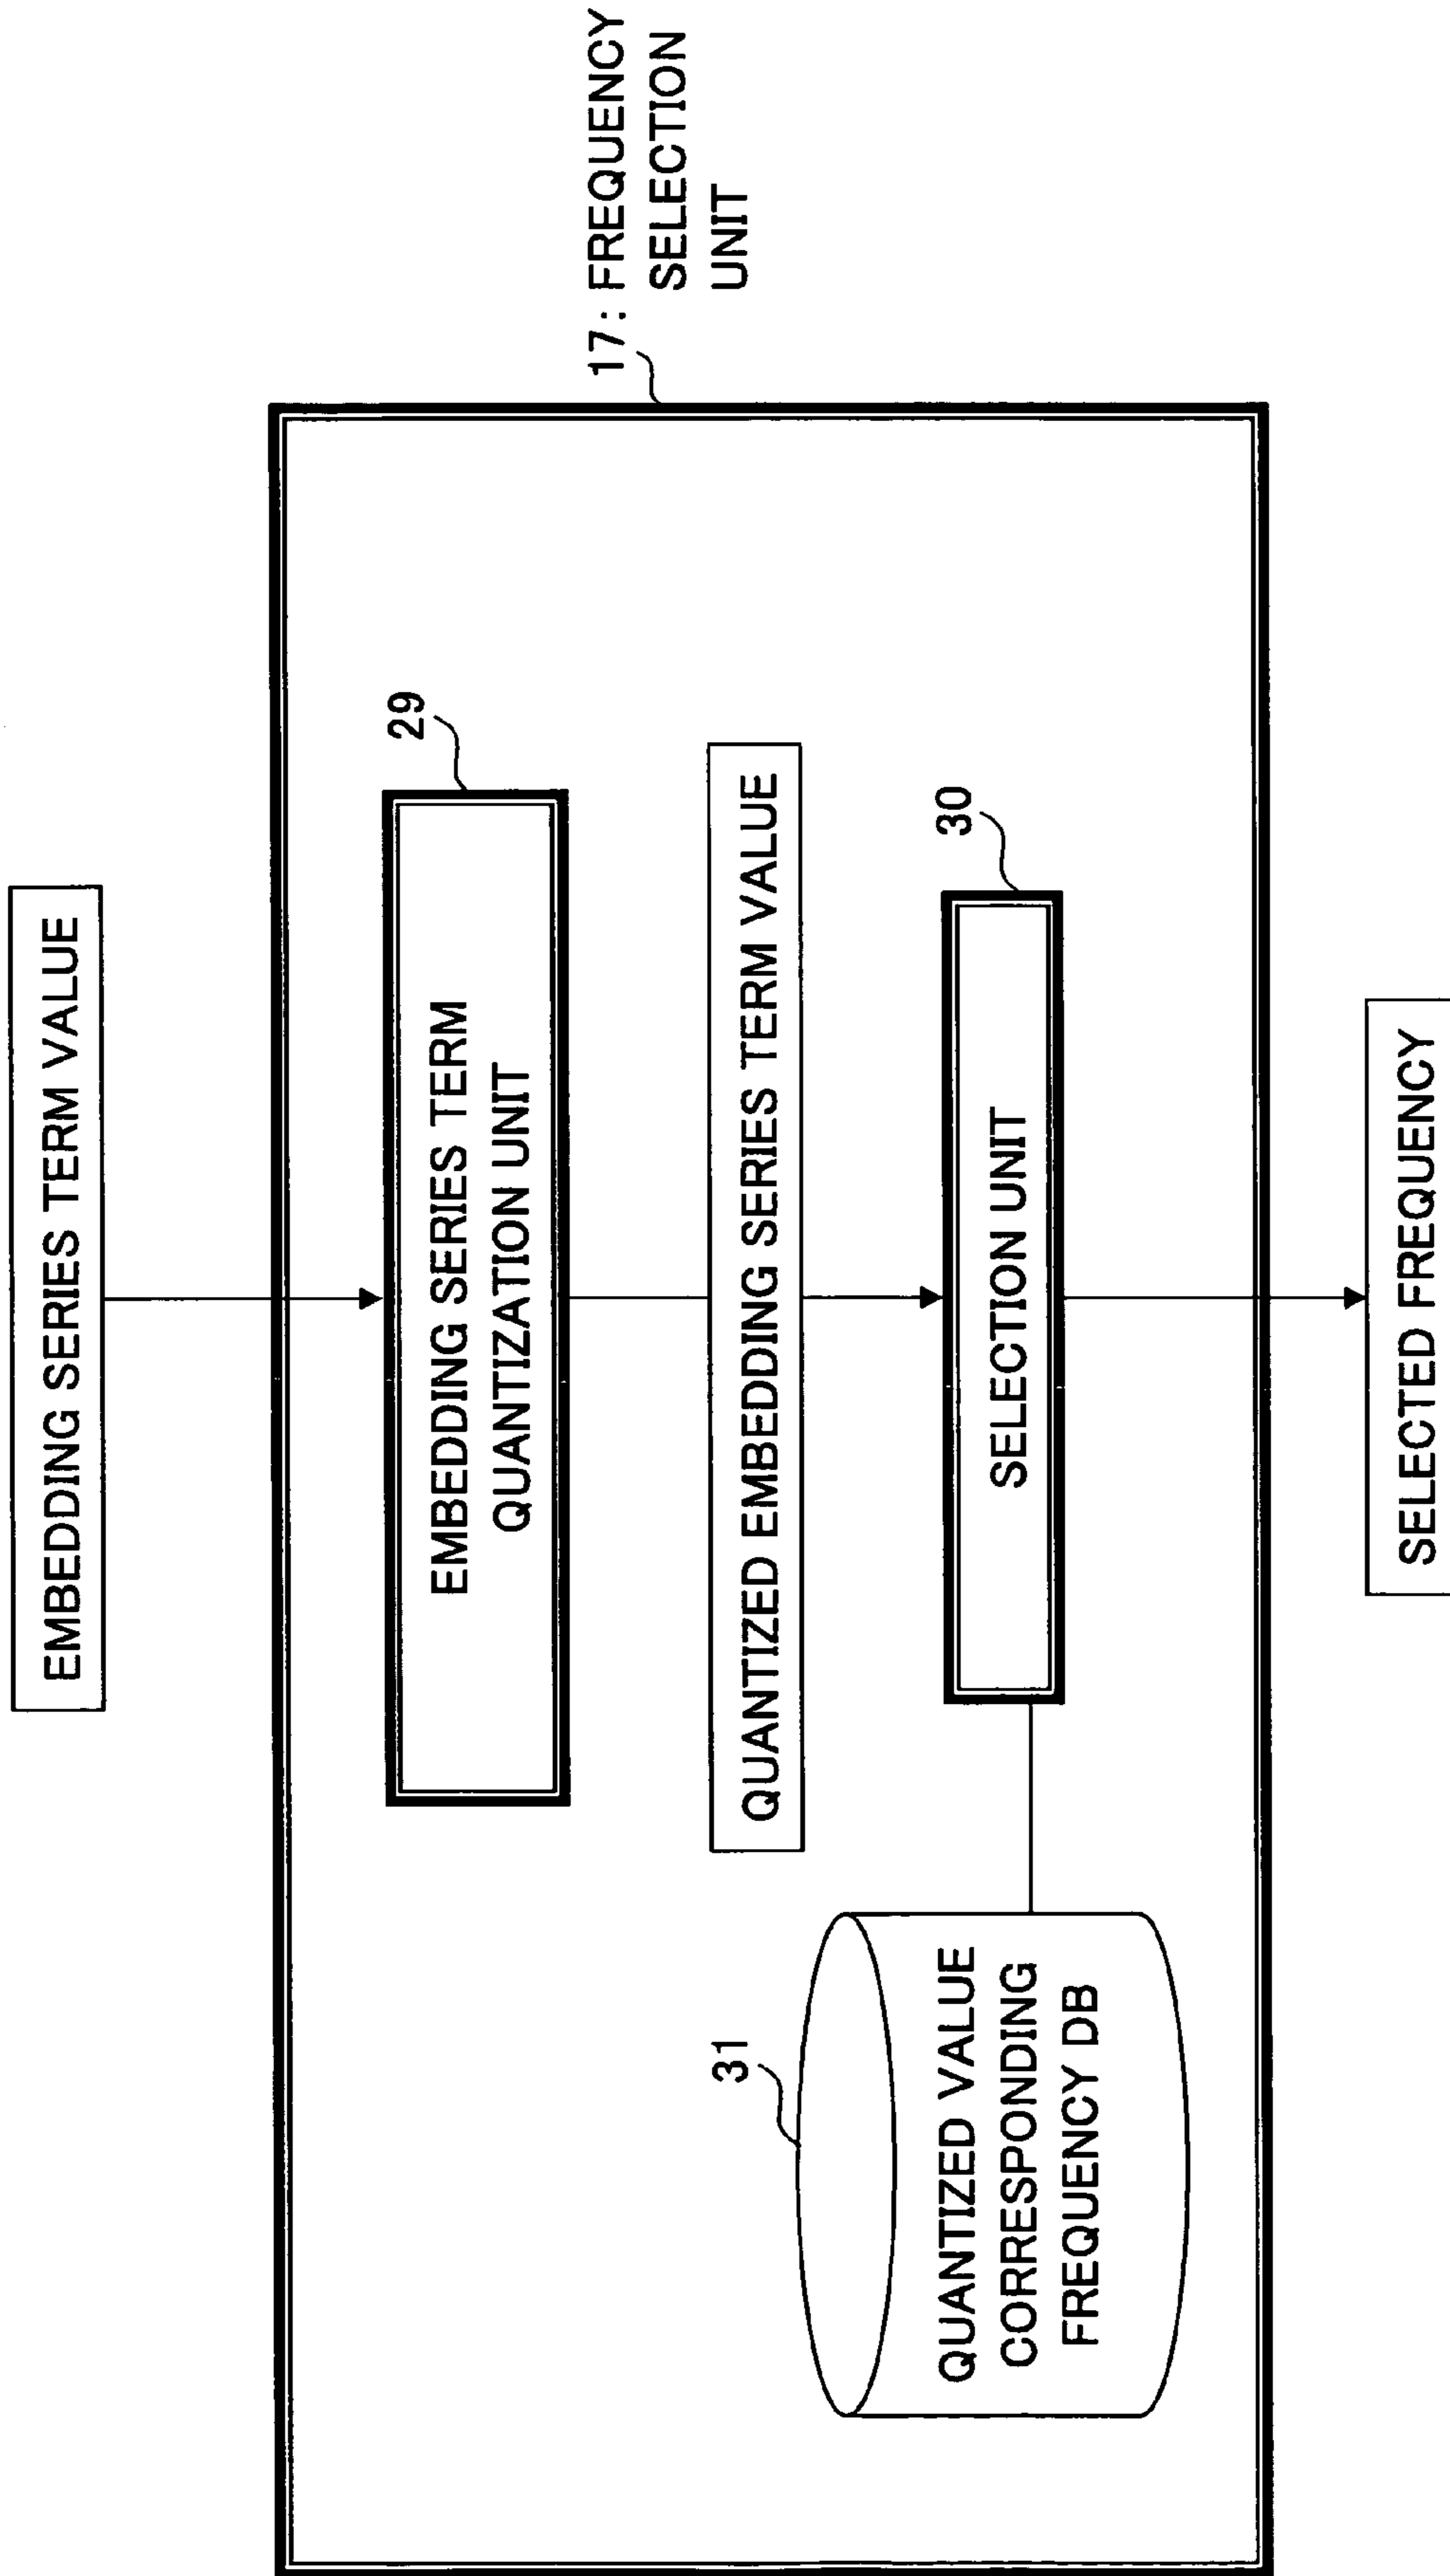 EMBEDDING SERIES TERM VALUE
17: FREQUENCY
SELECTION
UNIT
29
EMBEDDING SERIES TERM
QUANTIZATION UNIT
QUANTIZED EMBEDDING SERIES TERM VALUE
31
30
QUANTIZED VALUE
CORRESPONDING
FREQUENCY DB
SELECTION UNIT
SELECTED FREQUENCY